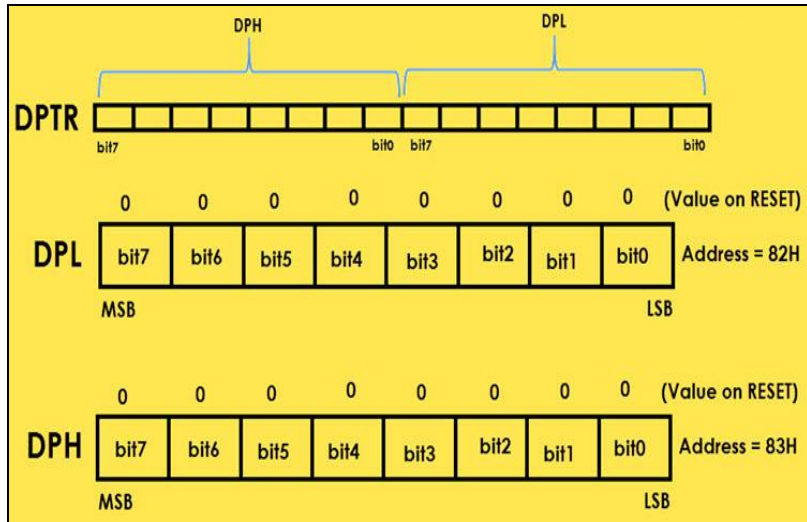 DPH DPL
DPTR
bit7 bit0 bit7 bit0
0 0 0 0 0 0 0 0 (Value on RESET)
DPL bit7 bit6 bit5 bit4 bit3 bit2 bit1 bit0 Address = 82H
MSB LSB
0 0 0 0 0 0 0 0 (Value on RESET)
DPH bit7 bit6 bit5 bit4 bit3 bit2 bit1 bit0 Address = 83H
MSB LSB